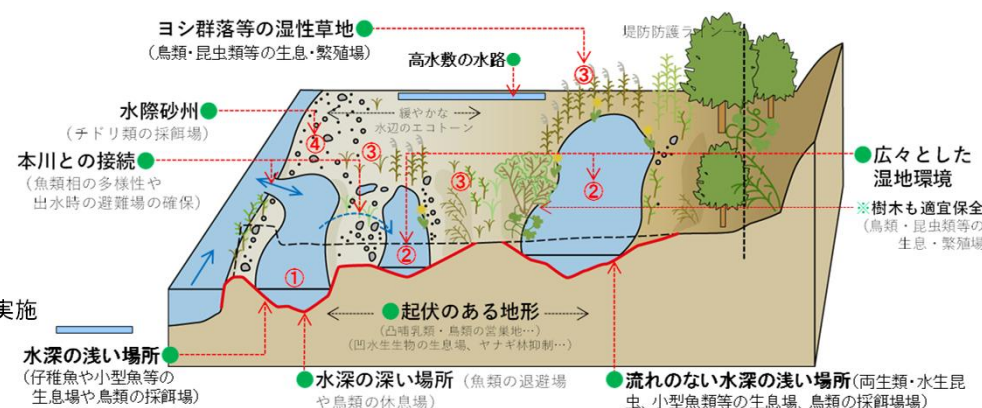 ヨシ群落等の湿性草地
(鳥類・昆虫類等の生息・繁殖場)
堤防防護ライン→
高水敷の水路
③
水際砂州
(チドリ類の採餌場)
緩やかな
水辺のエコトーン
④
③
本川との接続
(魚類相の多様性や
出水時の避難場の確保)
③
②
②
①
広々とした
湿地環境
※樹木も適宜保全
(鳥類・昆虫類等の
生息・繁殖場
実施
起伏のある地形
(凸哺乳類・鳥類の営巣地…)
(凹水生生物の生息場、ヤナギ林抑制…)
水深の浅い場所
(仔稚魚や小型魚等の
生息場や鳥類の採餌場)
水深の深い場所 (魚類の退避場
や鳥類の休息場)
流れのない水深の浅い場所(両生類・水生昆
虫、小型魚類等の生息場、鳥類の採餌場場)